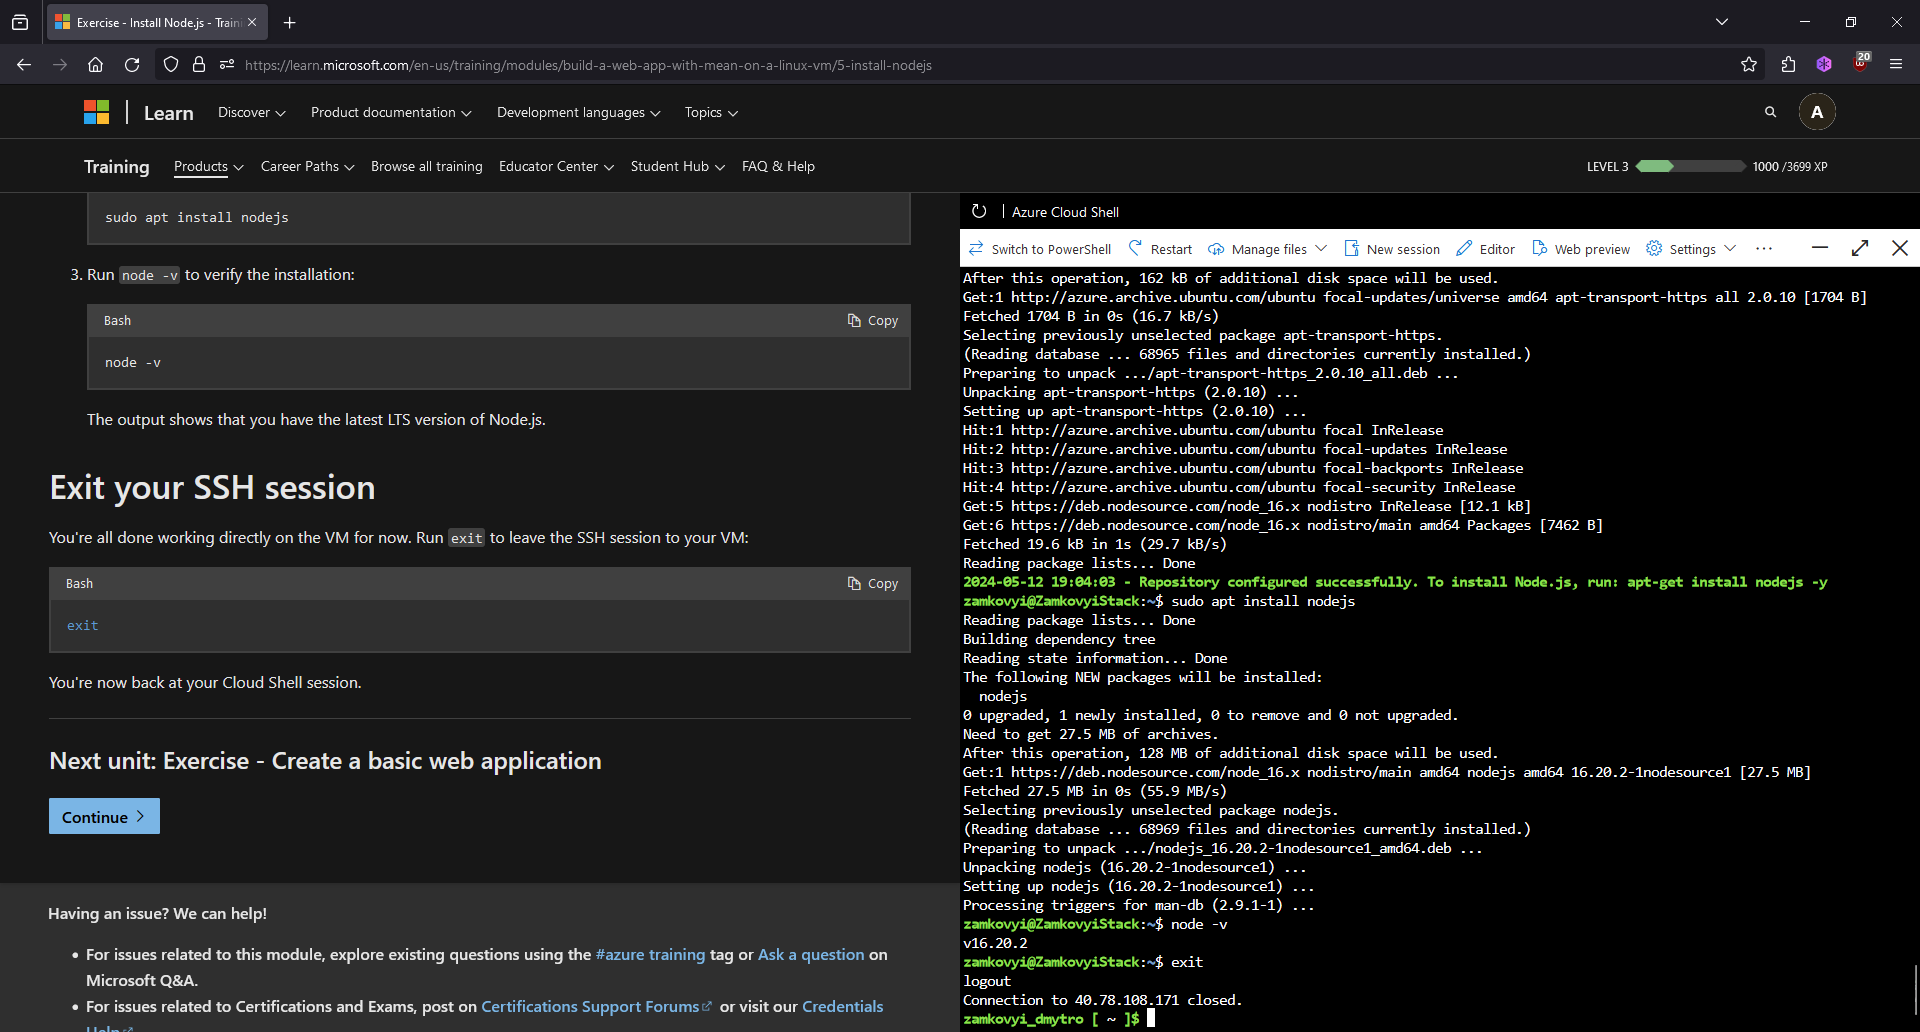 Exercise - Install Node.js - Traini
https://learn.microsoft.com/en-us/training/modules/build-a-web-app-with-mean-on-a-linux-vm/5-install-nodejs
20
Learn
Discover
Product documentation
Development languages
Topics
A
Training
Products
Career Paths
Browse all training
Educator Center
Student Hub
FAQ & Help
LEVEL 3
1000 /3699 XP
sudo apt install nodejs
3. Run node -v to verify the installation:
Bash
Copy
node -v
The output shows that you have the latest LTS version of Node.js.
Exit your SSH session
You're all done working directly on the VM for now. Run exit to leave the SSH session to your VM:
Bash
Copy
exit
You're now back at your Cloud Shell session.
Next unit: Exercise - Create a basic web application
Continue
Having an issue? We can help!
• For issues related to this module, explore existing questions using the #azure training tag or Ask a question on
Microsoft Q&A.
• For issues related to Certifications and Exams, post on Certifications Support Forums or visit our Credentials
Help
Azure Cloud Shell
Switch to PowerShell
Restart
Manage files
New session
Editor
Web preview
Settings
After this operation, 162 kB of additional disk space will be used.
Get:1 http://azure.archive.ubuntu.com/ubuntu focal-updates/universe amd64 apt-transport-https all 2.0.10 [1704 B]
Fetched 1704 B in 0s (16.7 kB/s)
Selecting previously unselected package apt-transport-https.
(Reading database ... 68965 files and directories currently installed.)
Preparing to unpack .../apt-transport-https_2.0.10_all.deb ...
Unpacking apt-transport-https (2.0.10) ...
Setting up apt-transport-https (2.0.10) ...
Hit:1 http://azure.archive.ubuntu.com/ubuntu focal InRelease
Hit:2 http://azure.archive.ubuntu.com/ubuntu focal-updates InRelease
Hit:3 http://azure.archive.ubuntu.com/ubuntu focal-backports InRelease
Hit:4 http://azure.archive.ubuntu.com/ubuntu focal-security InRelease
Get:5 https://deb.nodesource.com/node_16.x nodistro InRelease [12.1 kB]
Get:6 https://deb.nodesource.com/node_16.x nodistro/main amd64 Packages [7462 B]
Fetched 19.6 kB in 1s (29.7 kB/s)
Reading package lists... Done
2024-05-12 19:04:03 - Repository configured successfully. To install Node.js, run: apt-get install nodejs -y
zamkovyi@ZamkovyiStack:~$ sudo apt install nodejs
Reading package lists... Done
Building dependency tree
Reading state information... Done
The following NEW packages will be installed:
nodejs
0 upgraded, 1 newly installed, 0 to remove and 0 not upgraded.
Need to get 27.5 MB of archives.
After this operation, 128 MB of additional disk space will be used.
Get:1 https://deb.nodesource.com/node_16.x nodistro/main amd64 nodejs amd64 16.20.2-1nodesource1 [27.5 MB]
Fetched 27.5 MB in 0s (55.9 MB/s)
Selecting previously unselected package nodejs.
(Reading database ... 68969 files and directories currently installed.)
Preparing to unpack .../nodejs_16.20.2-1nodesource1_amd64.deb ...
Unpacking nodejs (16.20.2-1nodesource1) ...
Setting up nodejs (16.20.2-1nodesource1) ...
Processing triggers for man-db (2.9.1-1) ...
zamkovyi@ZamkovyiStack:~$ node -v
v16.20.2
zamkovyi@ZamkovyiStack:~$ exit
logout
Connection to 40.78.108.171 closed.
zamkovyi_dmytro [ ~ ]$